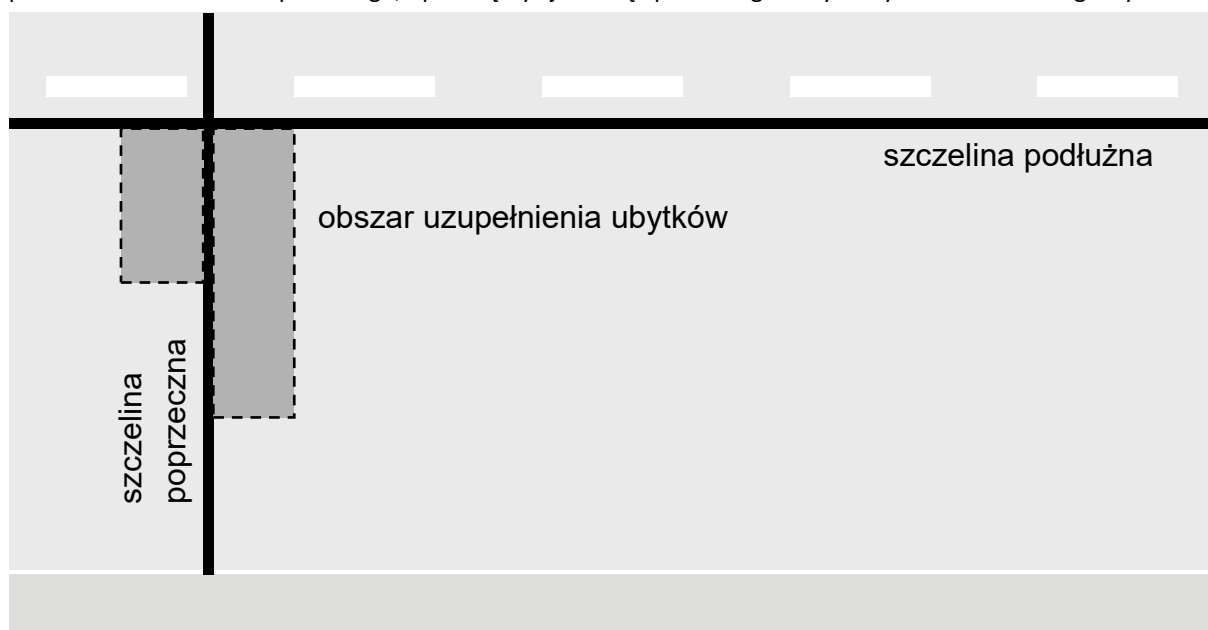 szczelina podłużna
obszar uzupełnienia ubytków
szczelina
poprzeczna